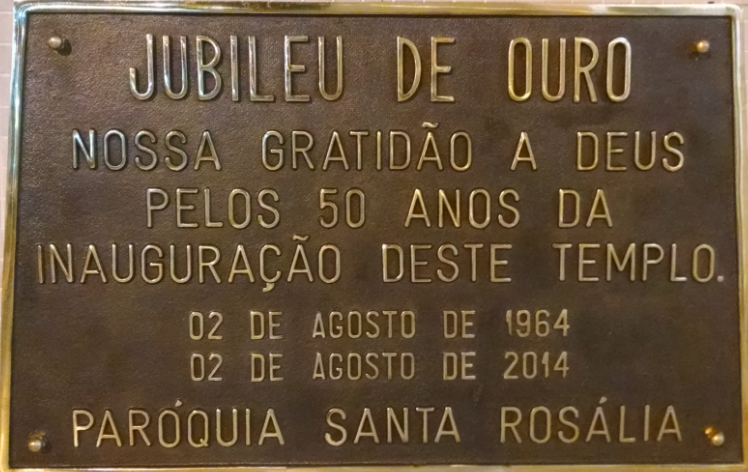 JUBILEU DE OURO
NOSSA GRATIDÃO A DEUS
PELOS 50 ANOS DA
INAUGURAÇÃO DESTE TEMPLO.
02 DE AGOSTO DE 1964
02 DE AGOSTO DE 2014
PARÓQUIA SANTA ROSÁLIA